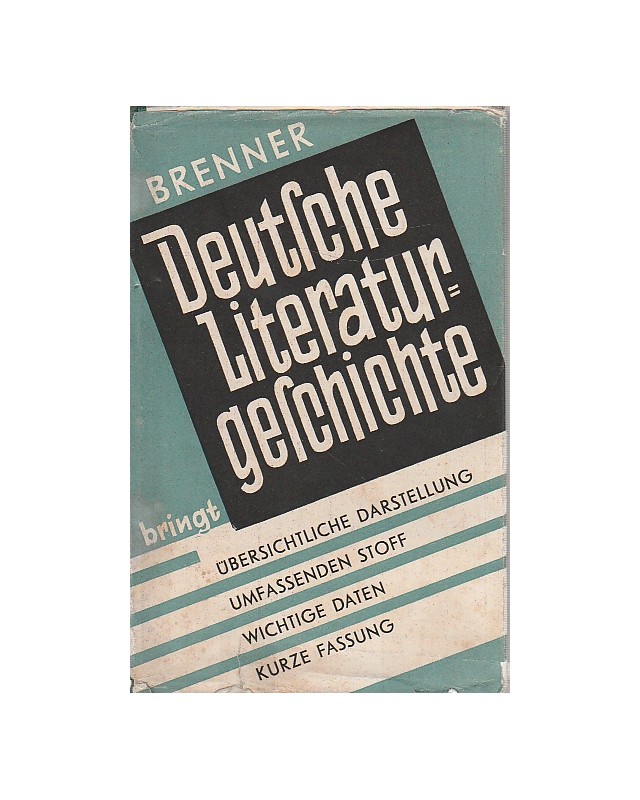 BRENNER
Deutſche
Literatur=
geſchichte
bringt
ÜBERSICHTLICHE DARSTELLUNG
UMFASSENDEN STOFF
WICHTIGE DATEN
KURZE FASSUNG